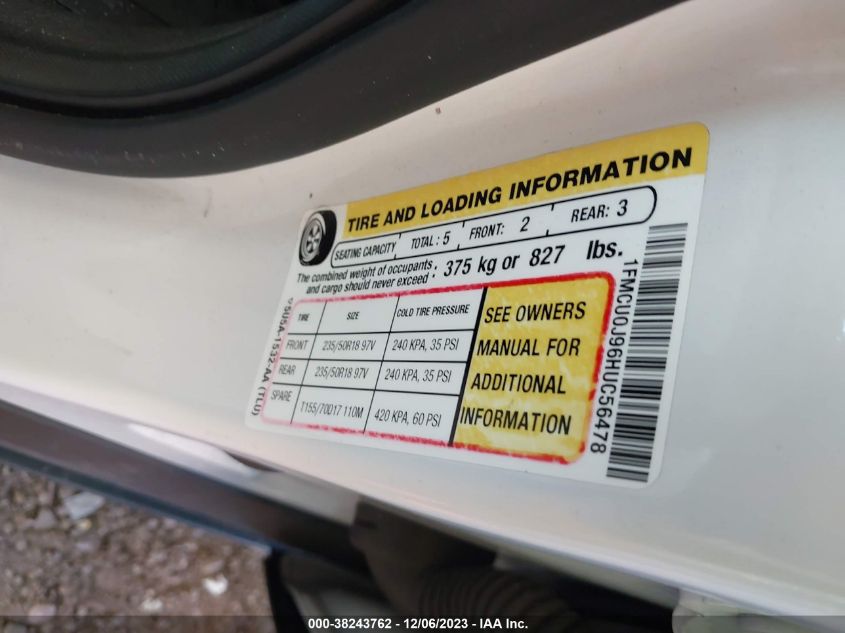 TIRE AND LOADING INFORMATION
SEATING CAPACITY TOTAL : 5 FRONT: 2 REAR: 3
The combined weight of occupants and cargo should never exceed : 375 kg or 827 lbs.
TIRE SIZE COLD TIRE PRESSURE
FRONT 235/50R18 97V 240 KPA, 35 PSI
REAR 235/50R18 97V 240 KPA, 35 PSI
SPARE T155/70D17 110M 420 KPA, 60 PSI
SEE OWNERS
MANUAL FOR
ADDITIONAL
INFORMATION
1FMCU0J96HUC56478
5U5A-1532-AA (TLU)
000-38243762 - 12/06/2023 - IAA Inc.